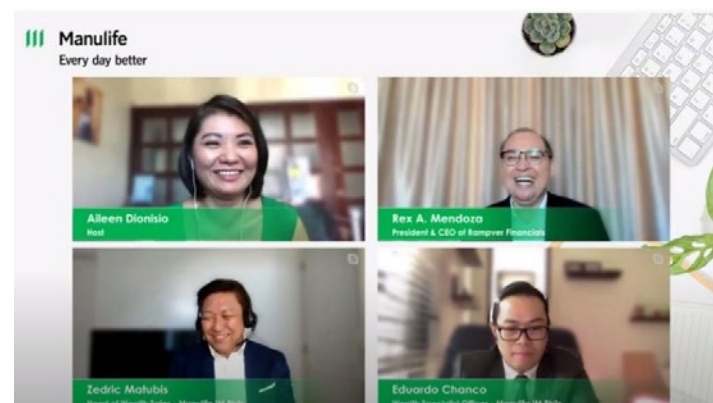 Manulife
Every day better
Aileen Dionisio
Host
Rex A. Mendoza
President & CEO of Rampver Financials
Zedric Matubis
Eduardo Chanco